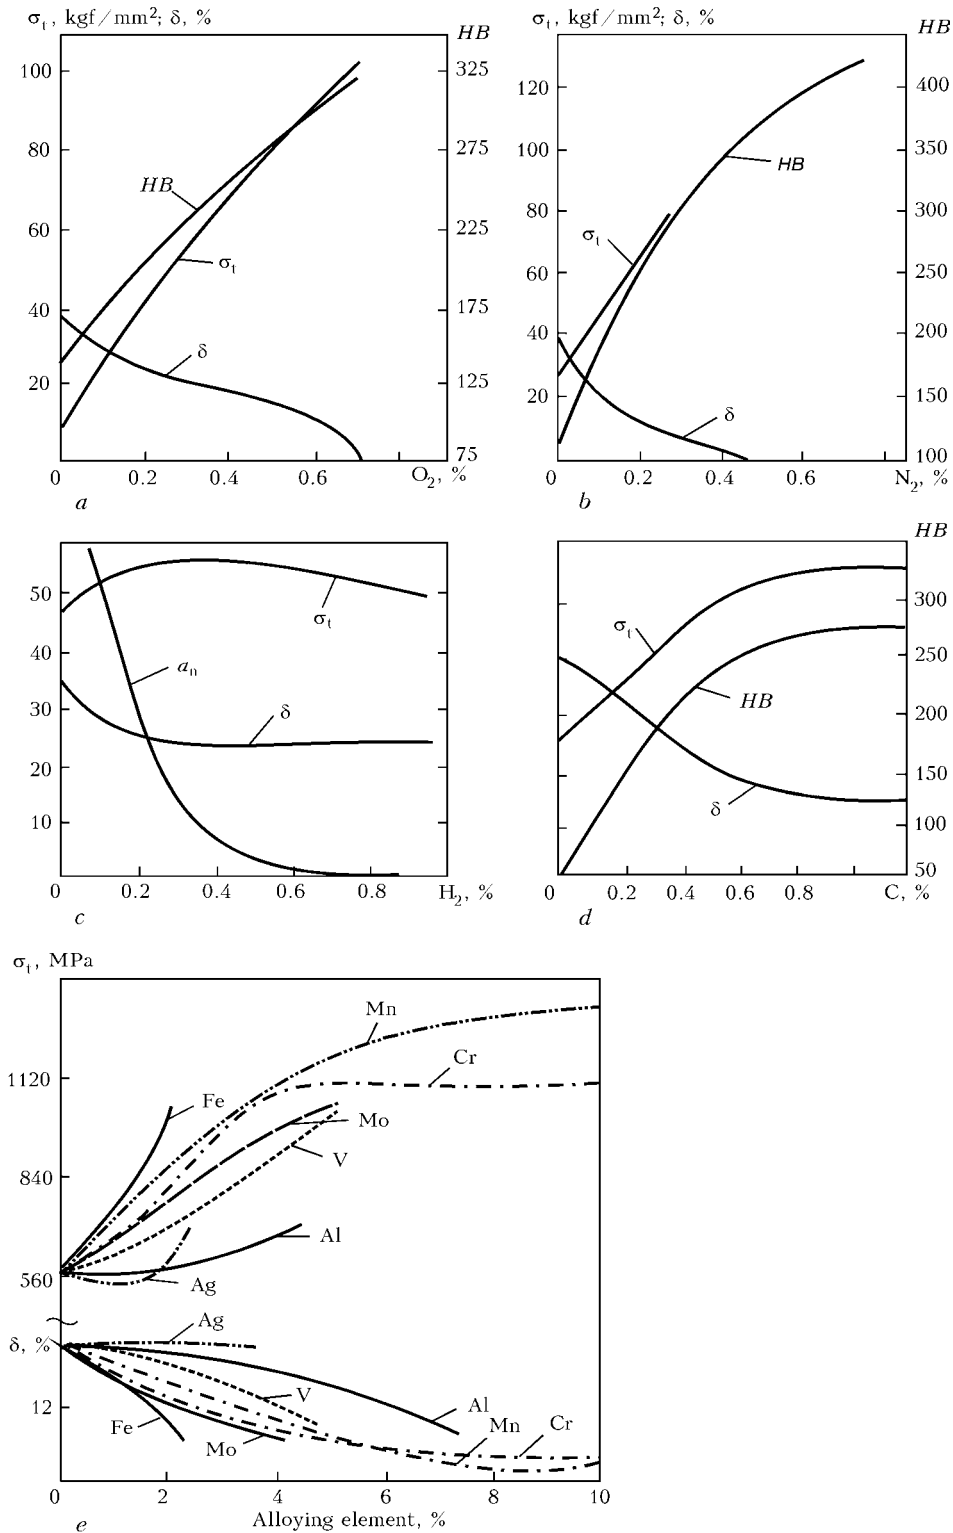 σt, kgf/mm2; δ, %
HB
100
80
60
40
20
325
275
225
175
125
75
HB
σt
δ
0 0.2 0.4 0.6 O2, %
a
σt, kgf/mm2; δ, %
HB
120
100
80
60
40
20
400
350
300
250
200
150
100
HB
σt
δ
0 0.2 0.4 0.6 N2, %
b
50
40
30
20
10
σt
an
δ
0 0.2 0.4 0.6 0.8 H2, %
c
HB
300
250
200
150
100
50
σt
HB
δ
0 0.2 0.4 0.6 0.8 C, %
d
σt, MPa
1120
840
560
δ, %
12
Mn
Cr
Fe
Mo
V
Al
Ag
Ag
V
Al
Fe
Mo
Mn
Cr
0 2 4 6 8 10
Alloying element, %
e